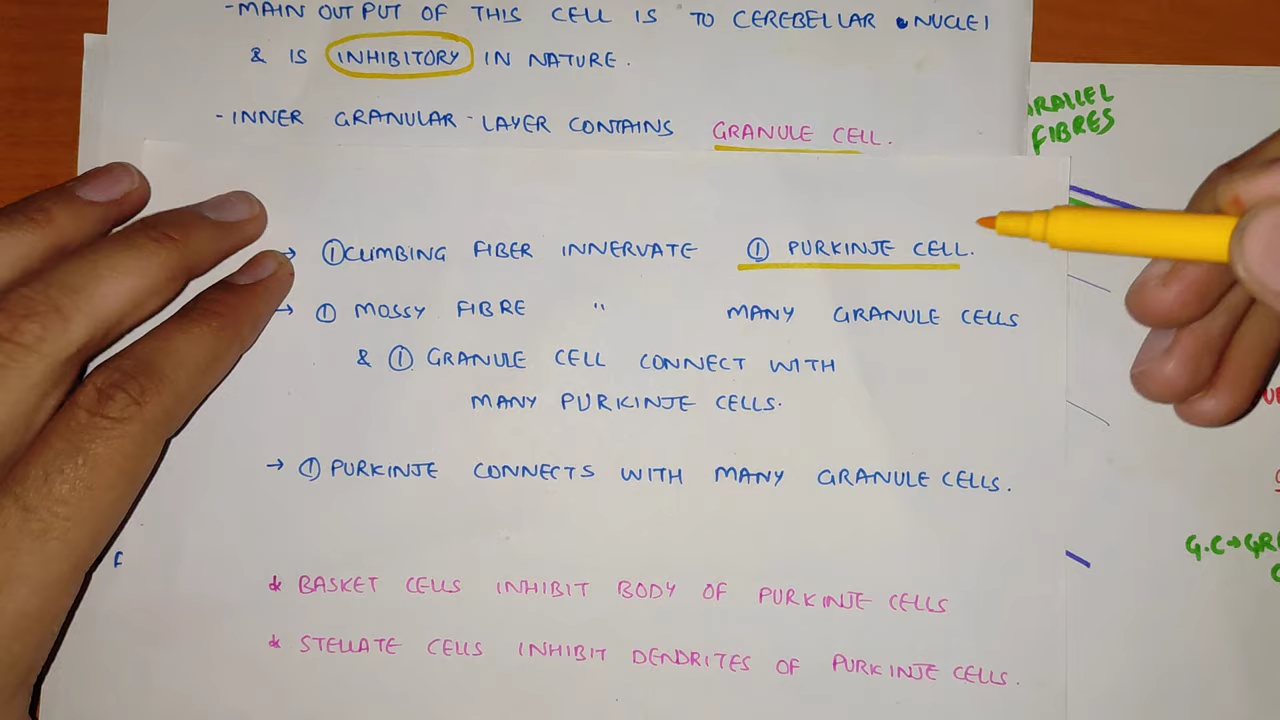 -MAIN OUTPUT OF THIS CELL IS TO CEREBELLAR NUCLEI
& IS INHIBITORY IN NATURE.
-INNER GRANULAR-LAYER CONTAINS GRANULE CELL.
FIBRES
→ ①CLIMBING FIBER INNERVATE ① PURKINJE CELL.
→ ① MOSSY FIBRE " MANY GRANULE CELLS
& ① GRANULE CELL CONNECT WITH
MANY PURKINJE CELLS.
→ ① PURKINJE CONNECTS WITH MANY GRANULE CELLS.
G.C→GR
* BASKET CELLS INHIBIT BODY OF PURKINJE CELLS
* STELLATE CELLS INHIBIT DENDRITES OF PURKINJE CELLS.